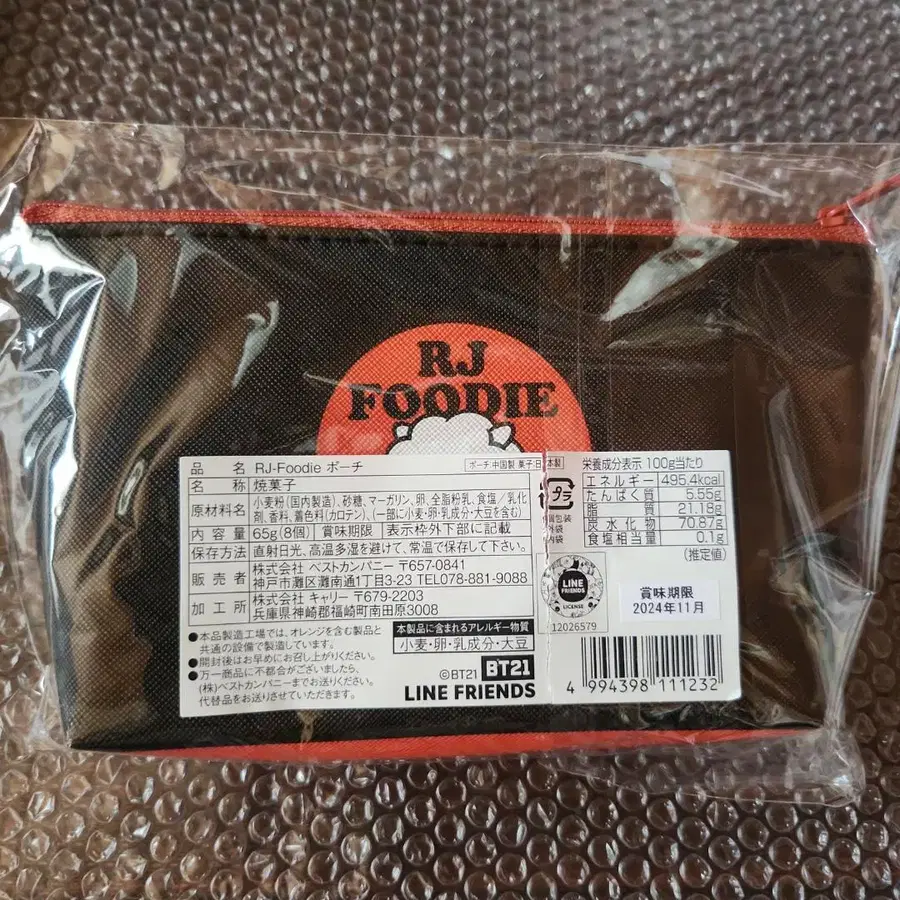 RJ
FOODIE
品名 RJ-Foodie ポーチ
ポーチ:中国製 菓子:日本製
名称 焼菓子
原材料名 小麦粉(国内製造)、砂糖、マーガリン、卵、全脂粉乳、食塩/乳化
剤、香料、着色料(カロテン)、(一部に小麦・卵・乳成分・大豆を含む)
内容量 65g(8個) 賞味期限 表示枠外下部に記載
保存方法 直射日光、高温多湿を避けて、常温で保存して下さい。
販売者 株式会社 ベストカンパニー 〒657-0841
神戸市灘区灘南通1丁目3-23 TEL078-881-9088
加工所 株式会社 キャリー 〒679-2203
兵庫県神崎郡福崎町南田原3008
●本品製造工場では、オレンジを含む製品と
共通の設備で製造しています。
●開封後はお早めにお召し上がりください。
●万一商品に不都合がございましたら、
(株)ベストカンパニーまでお送りください。
代替品をお送りさせていただきます。
本製品に含まれるアレルギー物質
小麦・卵・乳成分・大豆
©BT21 BT21
LINE FRIENDS
栄養成分表示 100g当たり
エネルギー 495.4kcal
たんぱく質 5.55g
脂質 21.18g
炭水化物 70.87g
食塩相当量 0.1g
(推定値)
プラ
個包装
外袋
内袋
LINE
FRIENDS
LICENSE
12026579
賞味期限
2024年11月
4 994398 111232